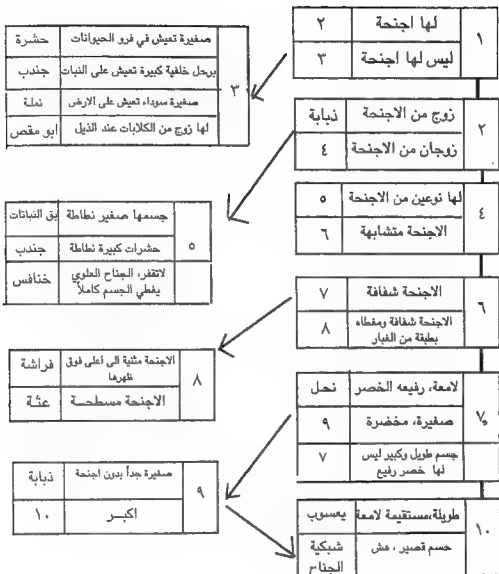 ١
لها اجنحة ٢
ليس لها اجنحة ٣
٢
زوج من الاجنحة ذبابة
زوجان من الاجنحة ٤
٣
صغيرة تعيش في فرو الحيوانات حشرة
برحل خلفية كبيرة تعيش على النبات جندب
صغيرة سوداء تعيش على الارض نملة
لها زوج من الكلابات عند الذيل ابو مقص
٤
لها نوعين من الاجنحة ٥
الاجنحة متشابهة ٦
٥
جسمها صغير نطاطة بق النباتات
حشرات كبيرة نطاطة جندب
لاتقفر، الجناح العلوي
يغطي الجسم كاملاً خنافس
٦
الاجنحة شفافة ٧
الاجنحة شفافة ومغطاه
بطبقة من الغبار ٨
٧
لامعة، رفيعه الخصر نحل
صغيرة، مخضرة ٩
جسم طويل وكبير ليس
لها خصر رفيع ٧
٨
الاجنحة مثنية الى أعلى فوق
ظهرها فراشة
الاجنحة مسطحة عثة
٩
صغيرة جداً بدون اجنحة ذبابة
اكبر ١٠
١٠
طويلة،مستقيمة لامعة يعسوب
حسم قصير ، هش شبكية
الجناح